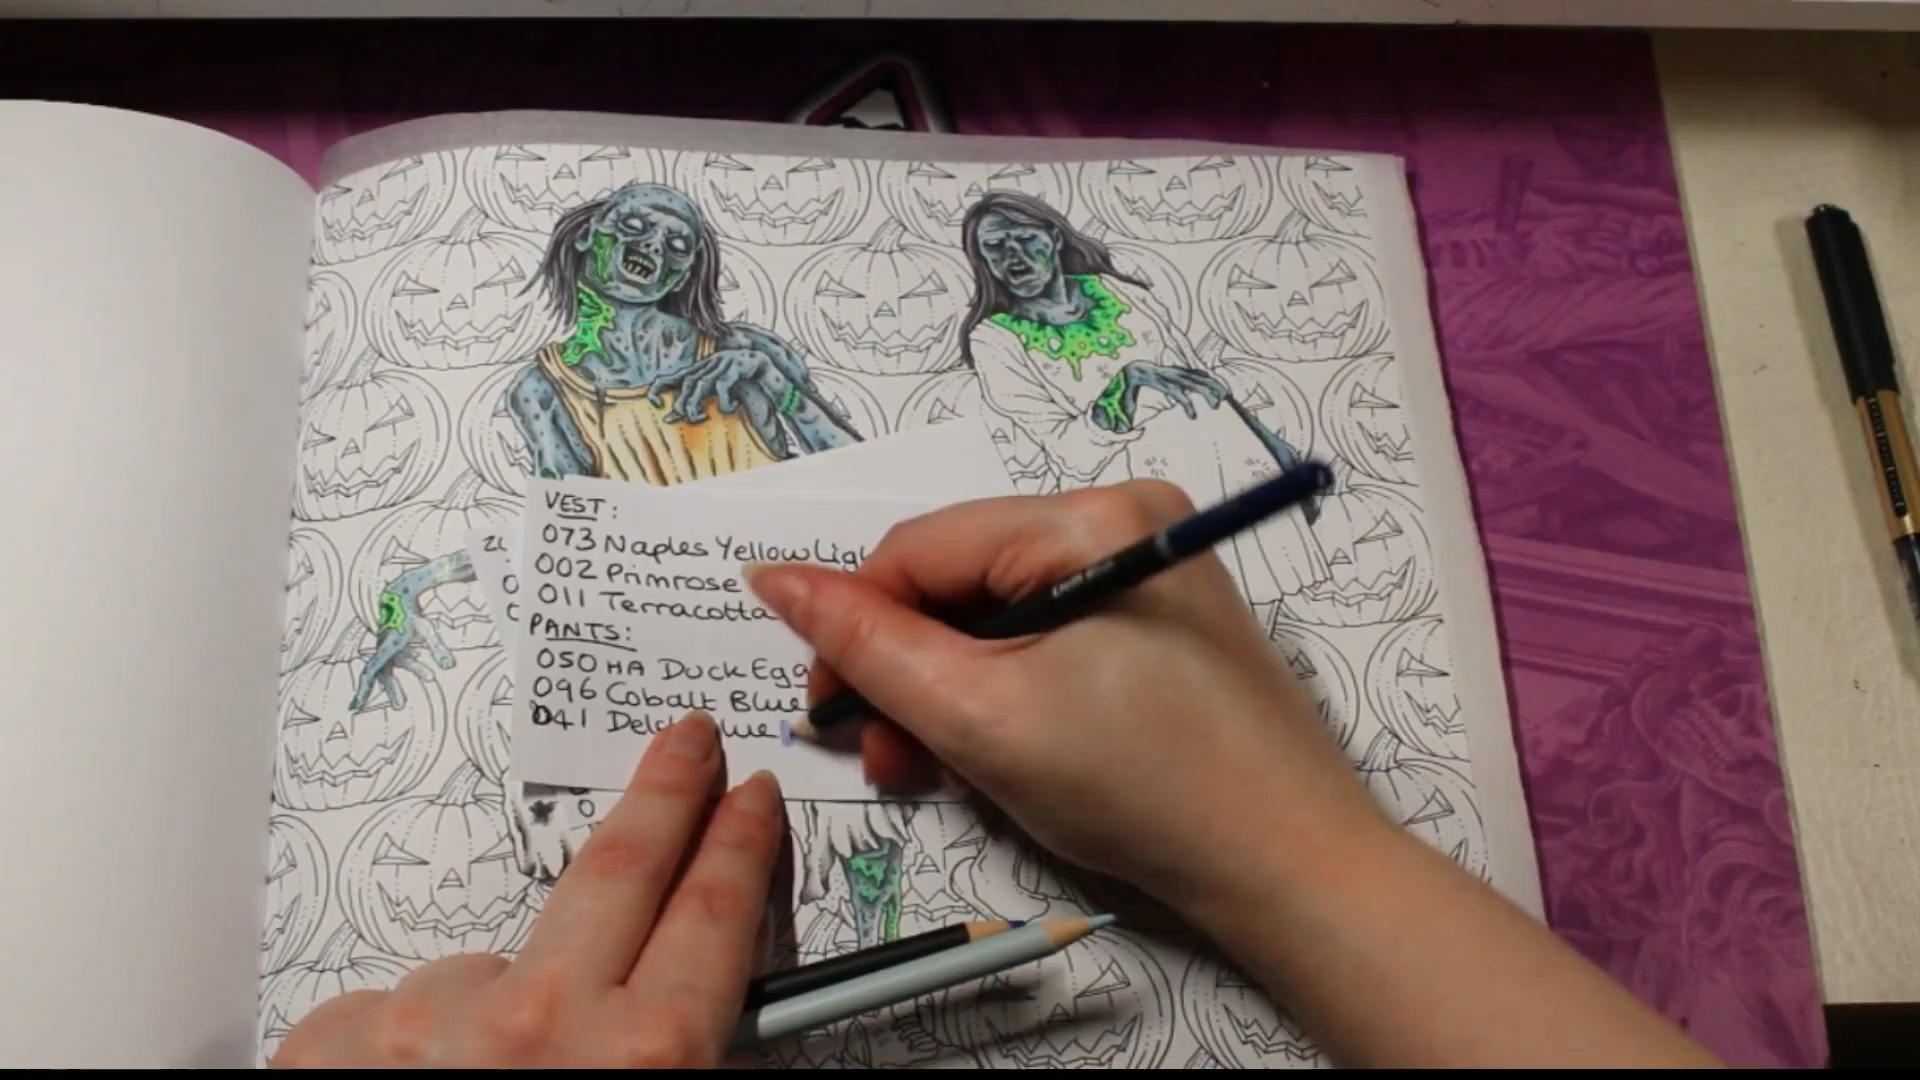 VEST:
073 Naples Yellow
002 Primrose
011 Terracotta
PANTS:
050 HA Duck Egg
096 Cobalt Blue
041